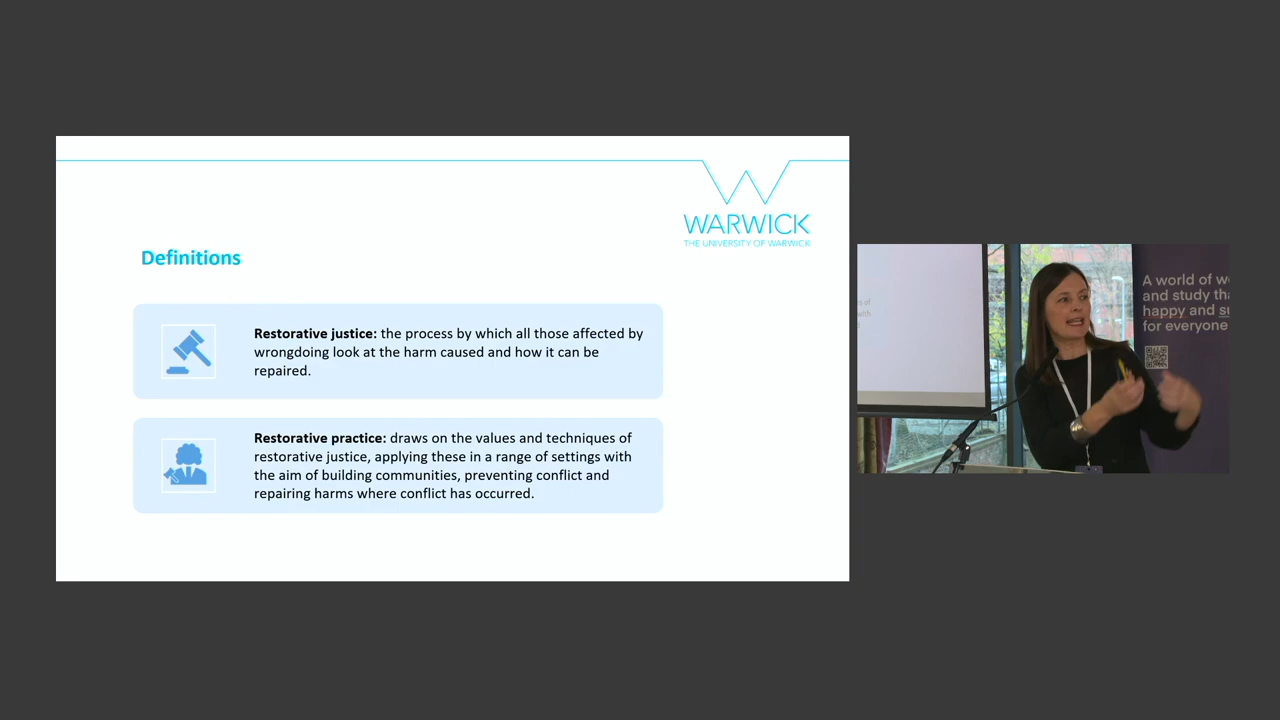 WARWICK
THE UNIVERSITY OF WARWICK
Definitions
Restorative justice: the process by which all those affected by
wrongdoing look at the harm caused and how it can be
repaired.
Restorative practice: draws on the values and techniques of
restorative justice, applying these in a range of settings with
the aim of building communities, preventing conflict and
repairing harms where conflict has occurred.
of
with
A world of
and study
happy and
for everyone